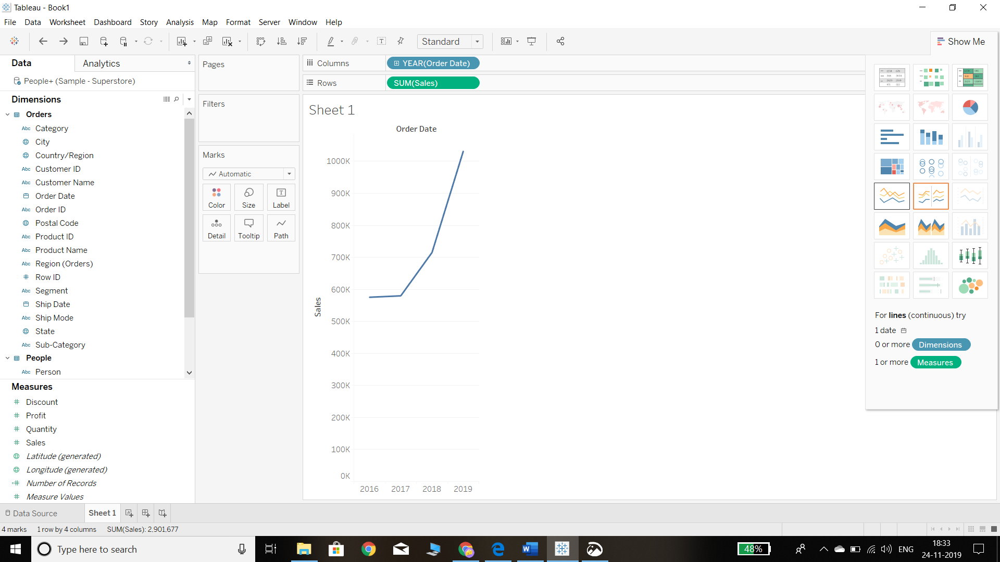 Tableau - Book1
File Data Worksheet Dashboard Story Analysis Map Format Server Window Help
Standard
Show Me
Data Analytics
People+ (Sample - Superstore)
Dimensions
Orders
Abc Category
City
Country/Region
Abc Customer ID
Abc Customer Name
Order Date
Abc Order ID
Postal Code
Abc Product ID
Abc Product Name
Abc Region (Orders)
# Row ID
Abc Segment
Ship Date
Abc Ship Mode
State
Abc Sub-Category
People
Abc Person
Measures
# Discount
# Profit
# Quantity
# Sales
Latitude (generated)
Longitude (generated)
=# Number of Records
# Measure Values
Pages
Filters
Marks
Automatic
Color Size Label
Detail Tooltip Path
Columns YEAR(Order Date)
Rows SUM(Sales)
Sheet 1
Order Date
1000K
900K
800K
700K
600K
500K
400K
300K
200K
100K
0K
Sales
2016 2017 2018 2019
For lines (continuous) try
1 date
0 or more Dimensions
1 or more Measures
Data Source Sheet 1
4 marks 1 row by 4 columns SUM(Sales): 2,901,677
Type here to search
48%
ENG
18:33
24-11-2019